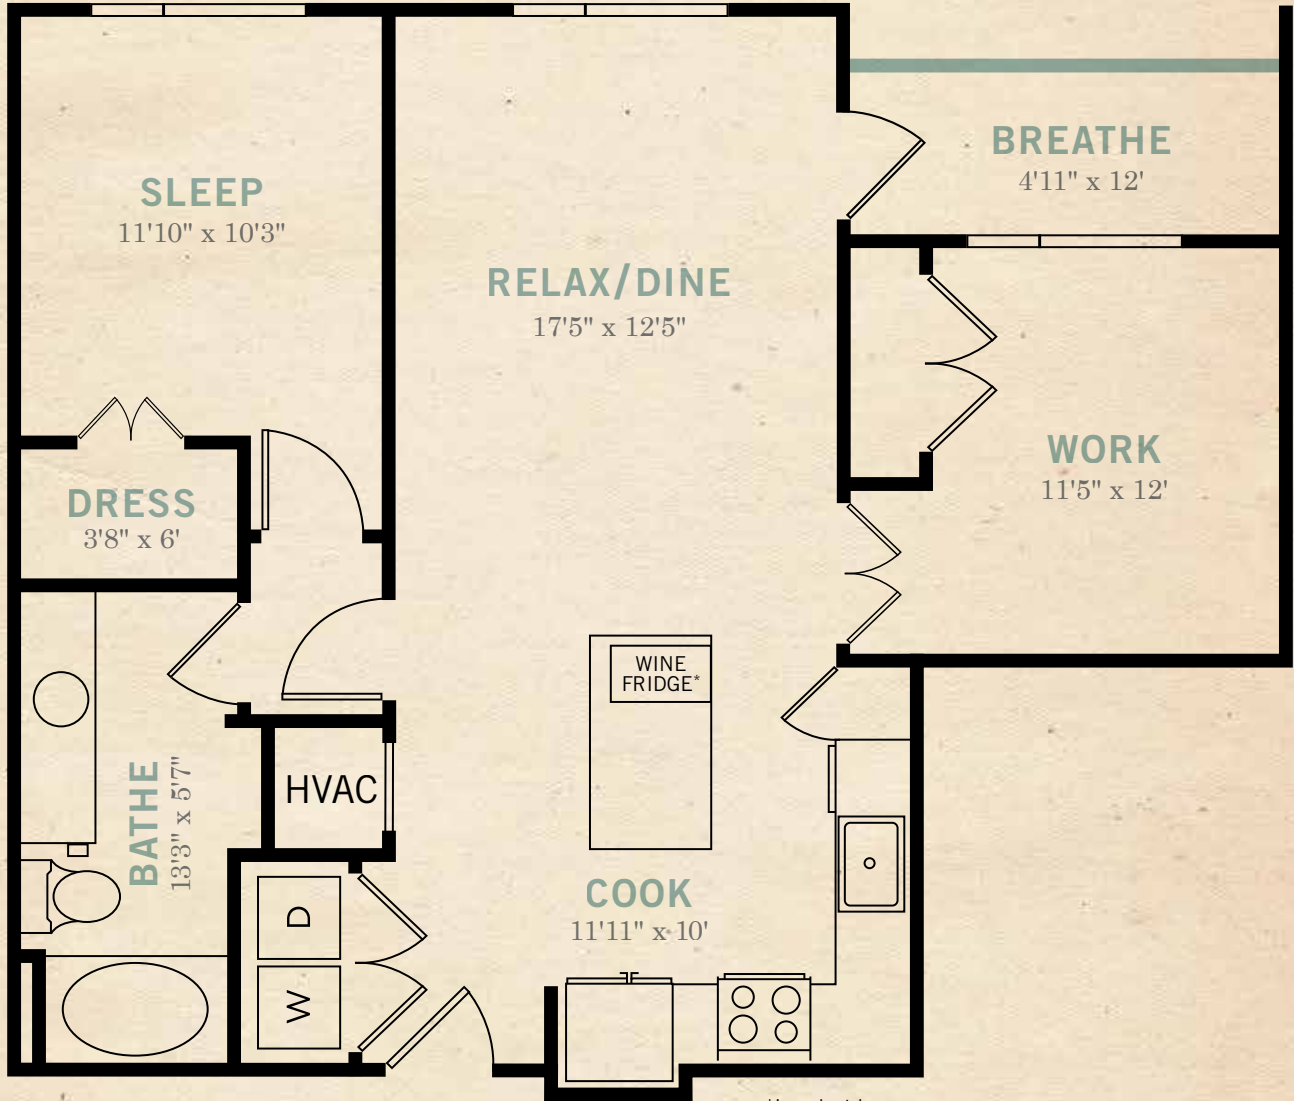 BREATHE
4'11" x 12'
SLEEP
11'10" x 10'3"
RELAX/DINE
17'5" x 12'5"
WORK
11'5" x 12'
DRESS
3'8" x 6'
WINE
FRIDGE*
HVAC
BATHE
13'3" x 5'7"
COOK
11'11" x 10'
D
W